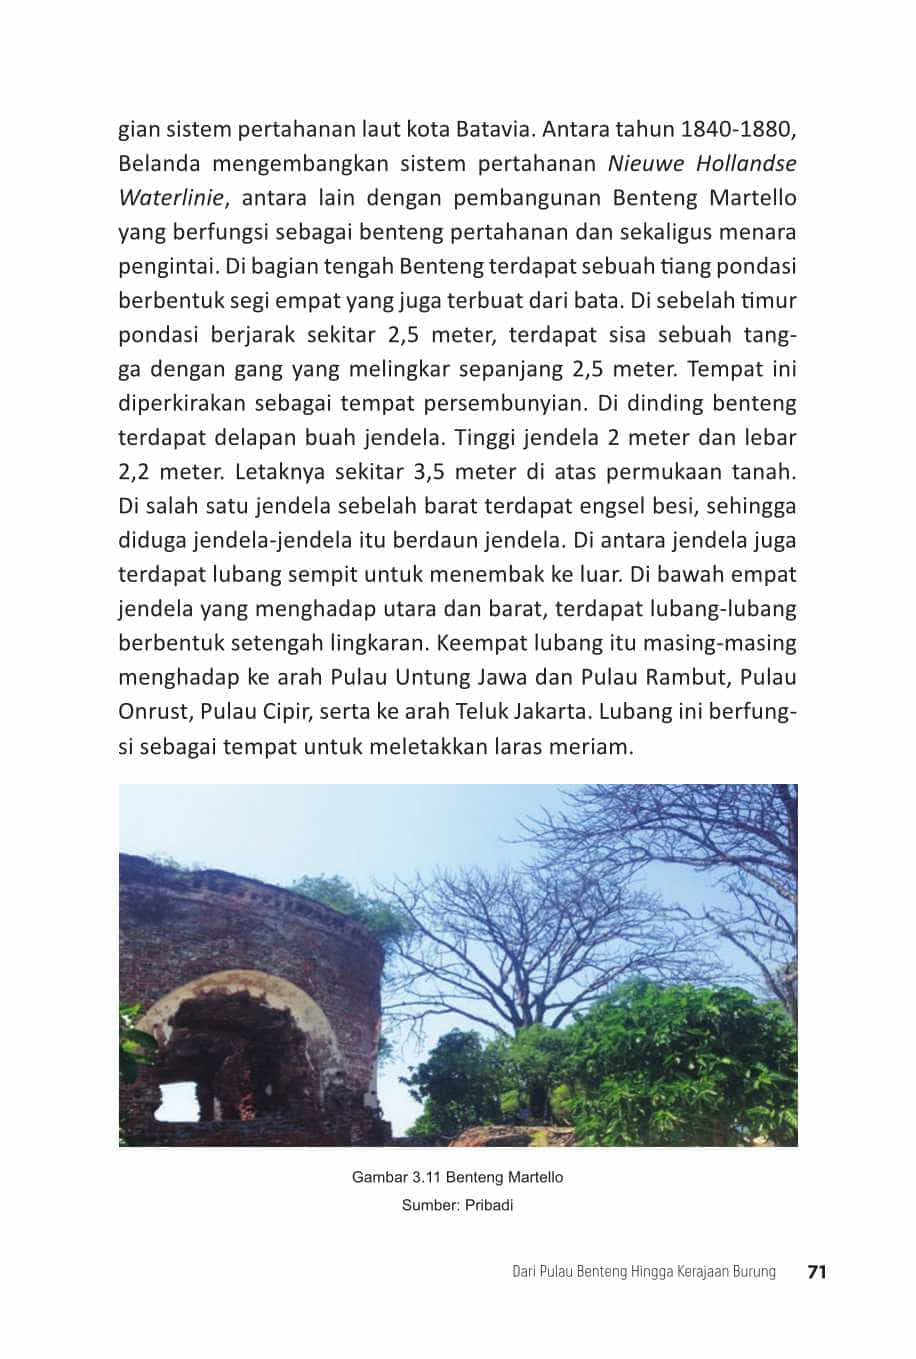 gian sistem pertahanan laut kota Batavia. Antara tahun 1840-1880,
Belanda mengembangkan sistem pertahanan Nieuwe Hollandse
Waterlinie, antara lain dengan pembangunan Benteng Martello
yang berfungsi sebagai benteng pertahanan dan sekaligus menara
pengintai. Di bagian tengah Benteng terdapat sebuah tiang pondasi
berbentuk segi empat yang juga terbuat dari bata. Di sebelah timur
pondasi berjarak sekitar 2,5 meter, terdapat sisa sebuah tang-
ga dengan gang yang melingkar sepanjang 2,5 meter. Tempat ini
diperkirakan sebagai tempat persembunyian. Di dinding benteng
terdapat delapan buah jendela. Tinggi jendela 2 meter dan lebar
2,2 meter. Letaknya sekitar 3,5 meter di atas permukaan tanah.
Di salah satu jendela sebelah barat terdapat engsel besi, sehingga
diduga jendela-jendela itu berdaun jendela. Di antara jendela juga
terdapat lubang sempit untuk menembak ke luar. Di bawah empat
jendela yang menghadap utara dan barat, terdapat lubang-lubang
berbentuk setengah lingkaran. Keempat lubang itu masing-masing
menghadap ke arah Pulau Untung Jawa dan Pulau Rambut, Pulau
Onrust, Pulau Cipir, serta ke arah Teluk Jakarta. Lubang ini berfung-
si sebagai tempat untuk meletakkan laras meriam.
Gambar 3.11 Benteng Martello
Sumber: Pribadi
Dari Pulau Benteng Hingga Kerajaan Burung 71